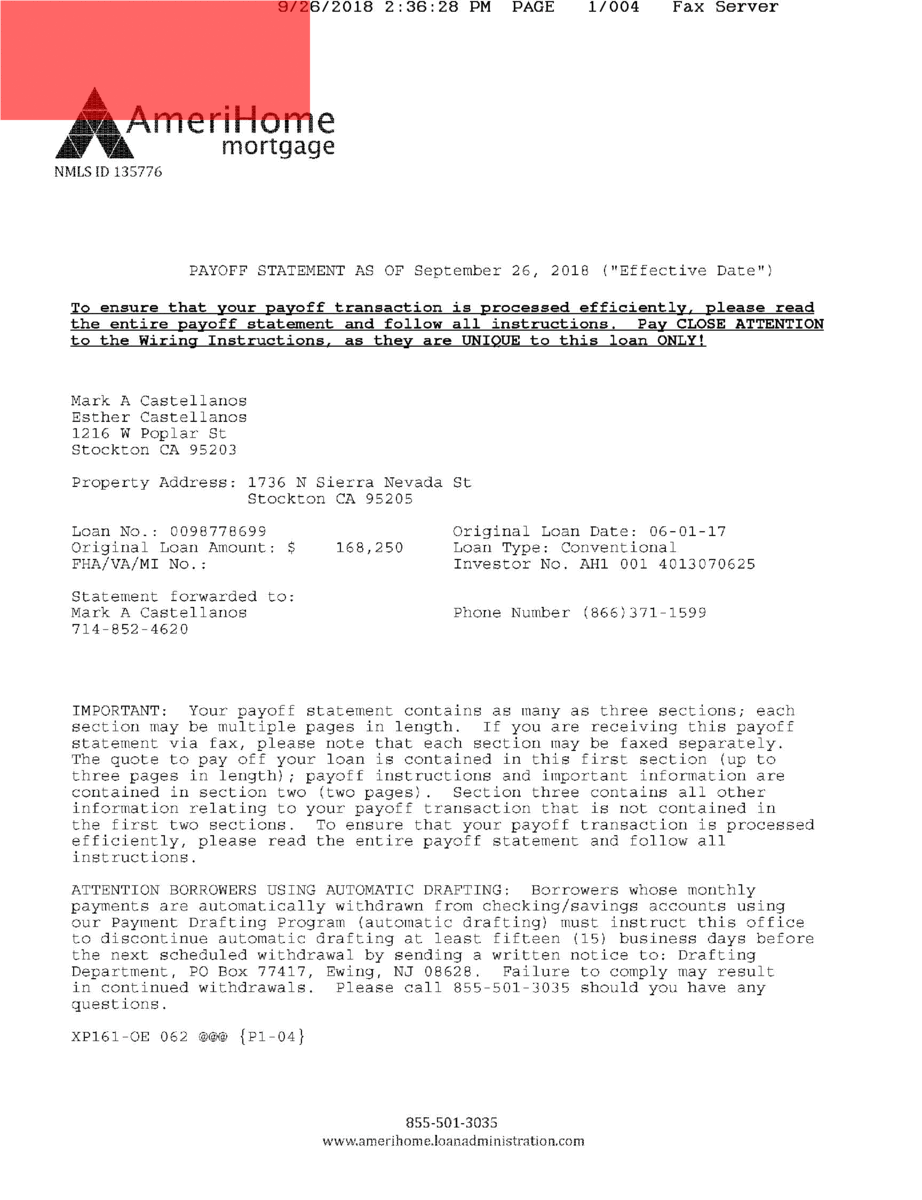 9/26/2018 2:36:28 PM PAGE 1/004 Fax Server
AmeriHome
mortgage
NMLS ID 135776
PAYOFF STATEMENT AS OF September 26, 2018 ("Effective Date")
To ensure that your payoff transaction is processed efficiently, please read
the entire payoff statement and follow all instructions. Pay CLOSE ATTENTION
to the Wiring Instructions, as they are UNIQUE to this loan ONLY!
Mark A Castellanos
Esther Castellanos
1216 W Poplar St
Stockton CA 95203
Property Address: 1736 N Sierra Nevada St
Stockton CA 95205
Loan No.: 0098778699 Original Loan Date: 06-01-17
Original Loan Amount: $ 168,250 Loan Type: Conventional
FHA/VA/MI No.: Investor No. AH1 001 4013070625
Statement forwarded to:
Mark A Castellanos Phone Number (866)371-1599
714-852-4620
IMPORTANT: Your payoff statement contains as many as three sections; each
section may be multiple pages in length. If you are receiving this payoff
statement via fax, please note that each section may be faxed separately.
The quote to pay off your loan is contained in this first section (up to
three pages in length); payoff instructions and important information are
contained in section two (two pages). Section three contains all other
information relating to your payoff transaction that is not contained in
the first two sections. To ensure that your payoff transaction is processed
efficiently, please read the entire payoff statement and follow all
instructions.
ATTENTION BORROWERS USING AUTOMATIC DRAFTING: Borrowers whose monthly
payments are automatically withdrawn from checking/savings accounts using
our Payment Drafting Program (automatic drafting) must instruct this office
to discontinue automatic drafting at least fifteen (15) business days before
the next scheduled withdrawal by sending a written notice to: Drafting
Department, PO Box 77417, Ewing, NJ 08628. Failure to comply may result
in continued withdrawals. Please call 855-501-3035 should you have any
questions.
XP161-OE 062 @@@ {P1-04}
855-501-3035
www.amerihome.loanadministration.com